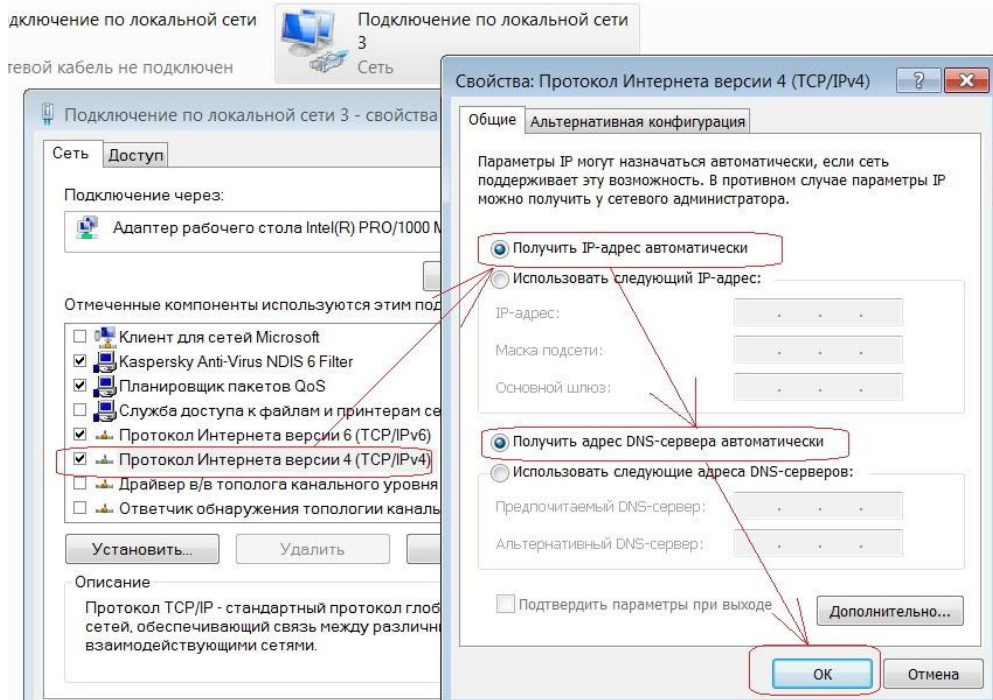 дключение по локальной сети
тевой кабель не подключен
Подключение по локальной сети
3
Сеть
Подключение по локальной сети 3 - свойства
Сеть Доступ
Подключение через:
Адаптер рабочего стола Intel(R) PRO/1000 M
Отмеченные компоненты используются этим под
Клиент для сетей Microsoft
Kaspersky Anti-Virus NDIS 6 Filter
Планировщик пакетов QoS
Служба доступа к файлам и принтерам се
Протокол Интернета версии 6 (TCP/IPv6)
Протокол Интернета версии 4 (TCP/IPv4)
Драйвер в/в тополога канального уровня
Ответчик обнаружения топологии каналь
Установить... Удалить
Описание
Протокол TCP/IP - стандартный протокол глоб
сетей, обеспечивающий связь между различн
взаимодействующими сетями.
Свойства: Протокол Интернета версии 4 (TCP/IPv4)
Общие Альтернативная конфигурация
Параметры IP могут назначаться автоматически, если сеть
поддерживает эту возможность. В противном случае параметры IP
можно получить у сетевого администратора.
Получить IP-адрес автоматически
Использовать следующий IP-адрес:
IP-адрес:
Маска подсети:
Основной шлюз:
Получить адрес DNS-сервера автоматически
Использовать следующие адреса DNS-серверов:
Предпочитаемый DNS-сервер:
Альтернативный DNS-сервер:
Подтвердить параметры при выходе
Дополнительно...
ОК Отмена